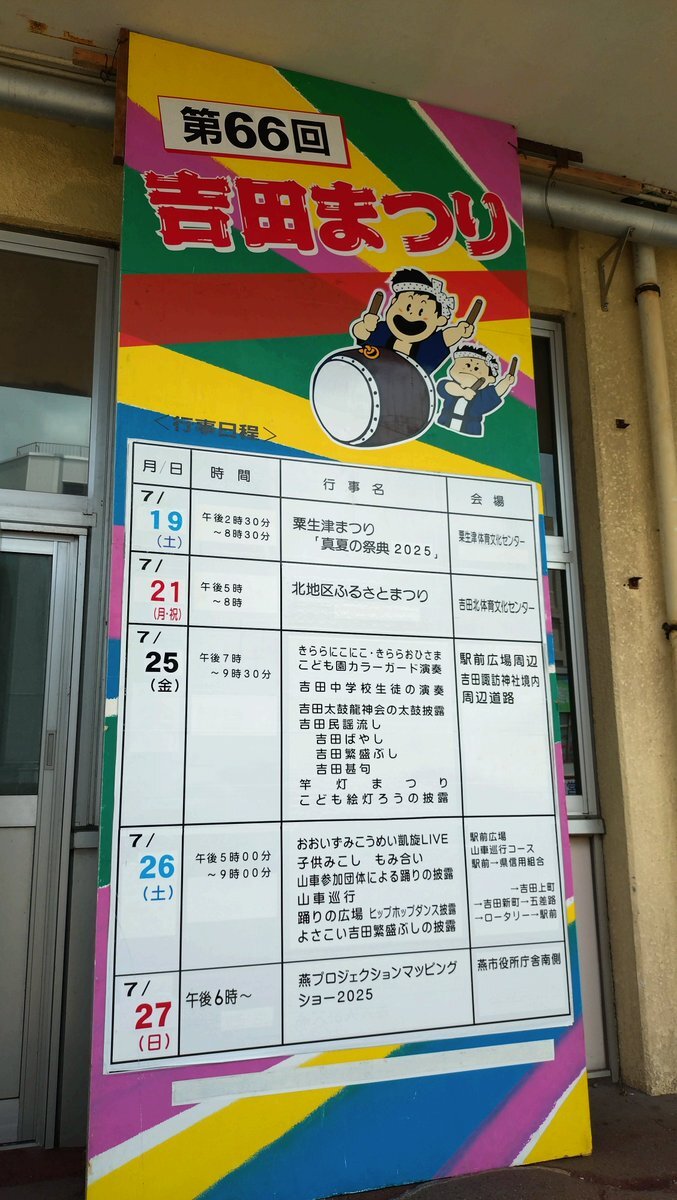 第66回
吉田まつり
<行事日程>
月/日
時間
行事名
会場
7/
19
(土)
午後2時30分
～8時30分
粟生津まつり
「真夏の祭典2025」
粟生津体育文化センター
7/
21
(月・祝)
午後5時
～8時
北地区ふるさとまつり
吉田北体育文化センター
7/
25
(金)
午後7時
～9時30分
きららにこにこ・きららおひさま
こども園カラーガード演奏
吉田中学校生徒の演奏
吉田太鼓龍神会の太鼓披露
吉田民謡流し
吉田ばやし
吉田繁盛ぶし
吉田甚句
竿灯まつり
こども絵灯ろうの披露
駅前広場周辺
吉田諏訪神社境内
周辺道路
7/
26
(土)
午後5時00分
～9時00分
おおいずみこうめい凱旋LIVE
子供みこし もみ合い
山車参加団体による踊りの披露
山車巡行
踊りの広場 ヒップホップダンス披露
よさこい吉田繁盛ぶしの披露
駅前広場
山車巡行コース
駅前→県信用組合
→吉田上町
→吉田新町→五差路
→ロータリー→駅前
7/
27
(日)
午後6時～
燕プロジェクションマッピング
ショー2025
燕市役所庁舎南側